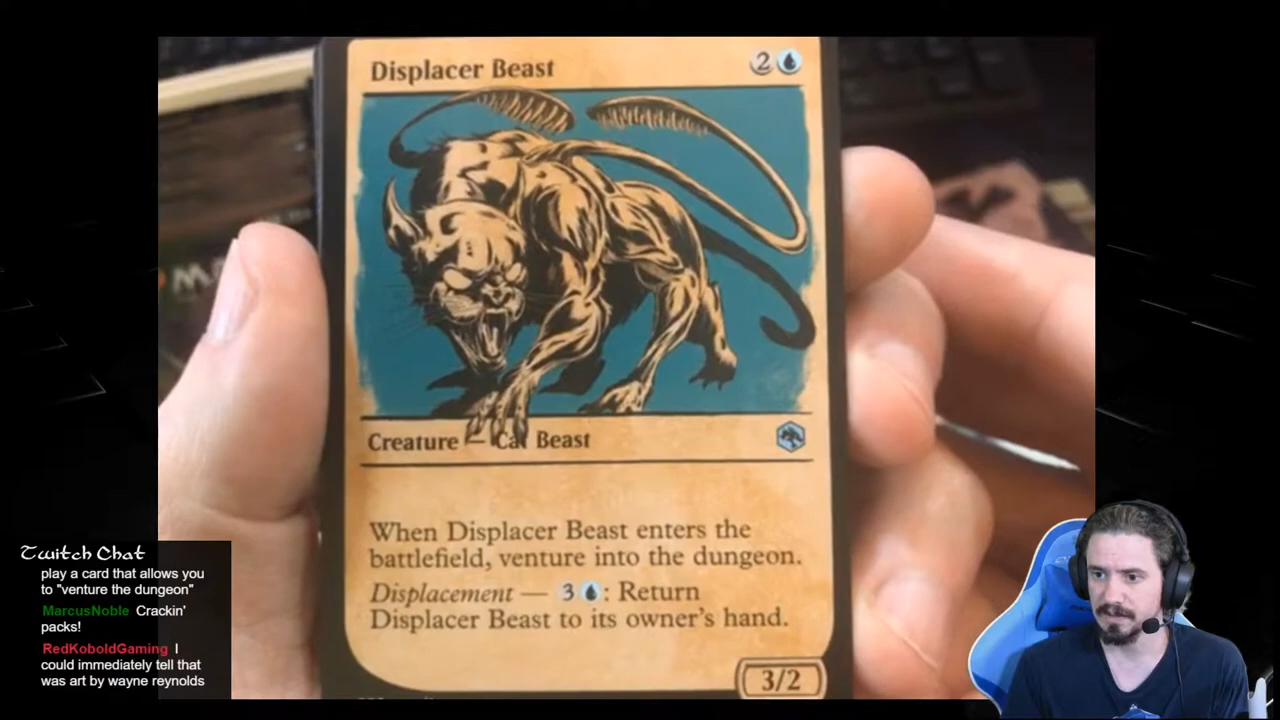 Displacer Beast
2
Creature — Cat Beast
When Displacer Beast enters the
battlefield, venture into the dungeon.
Displacement — 3 : Return
Displacer Beast to its owner's hand.
3/2
Twitch Chat
play a card that allows you
to "venture the dungeon"
MarcusNoble Crackin'
packs!
RedKoboldGaming I
could immediately tell that
was art by wayne reynolds